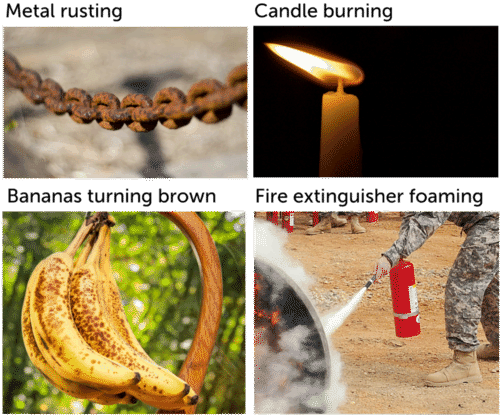 Metal rusting
Candle burning
Bananas turning brown
Fire extinguisher foaming